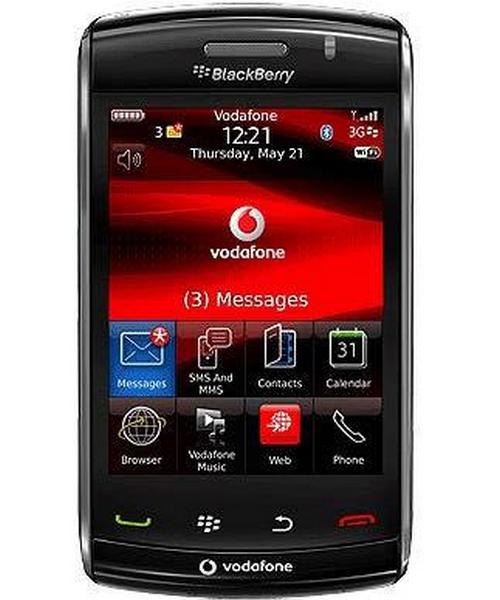 BlackBerry
Vodafone
3 12:21 3G
Thursday, May 21
WiFi
vodafone
(3) Messages
Messages
SMS And
MMS
Contacts
31
Calendar
Browser
Vodafone
Music
Web
Phone
vodafone